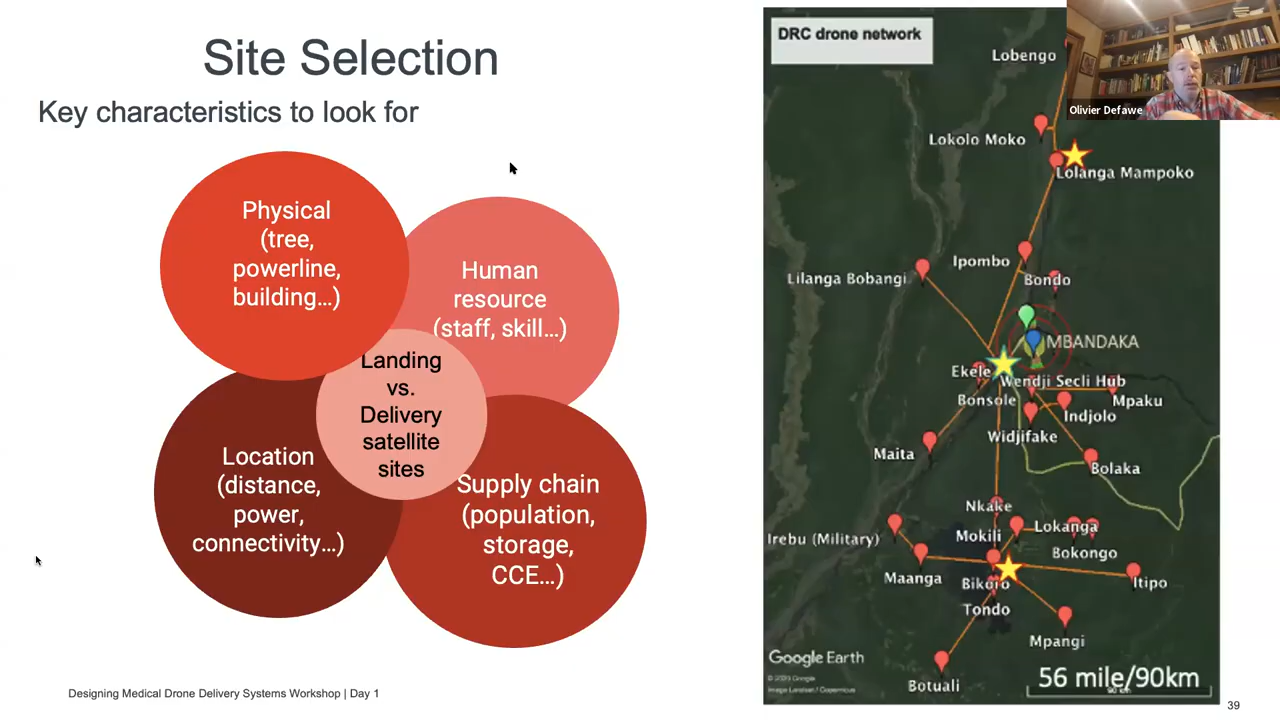 Site Selection
Key characteristics to look for
Physical
(tree,
powerline,
building...)
Human
resource
(staff, skill...)
Landing
vs.
Delivery
satellite
sites
Location
(distance,
power,
connectivity...)
Supply chain
(population,
storage,
CCE...)
DRC drone network
Olivier Defawe
Lobengo
Lokolo Moko
Lolanga Mampoko
Ipombo
Lilanga Bobangi
Bondo
MBANDAKA
Ekele
Wendji Secli Hub
Bonsole
Mpaku
Indjolo
Widjifake
Maita
Bolaka
Nkake
Lokanga
Irebu (Military)
Mokili
Bokongo
Maanga
Bikoro
Itipo
Tondo
Mpangi
Google Earth
Botuali
56 mile/90km
Designing Medical Drone Delivery Systems Workshop | Day 1
39